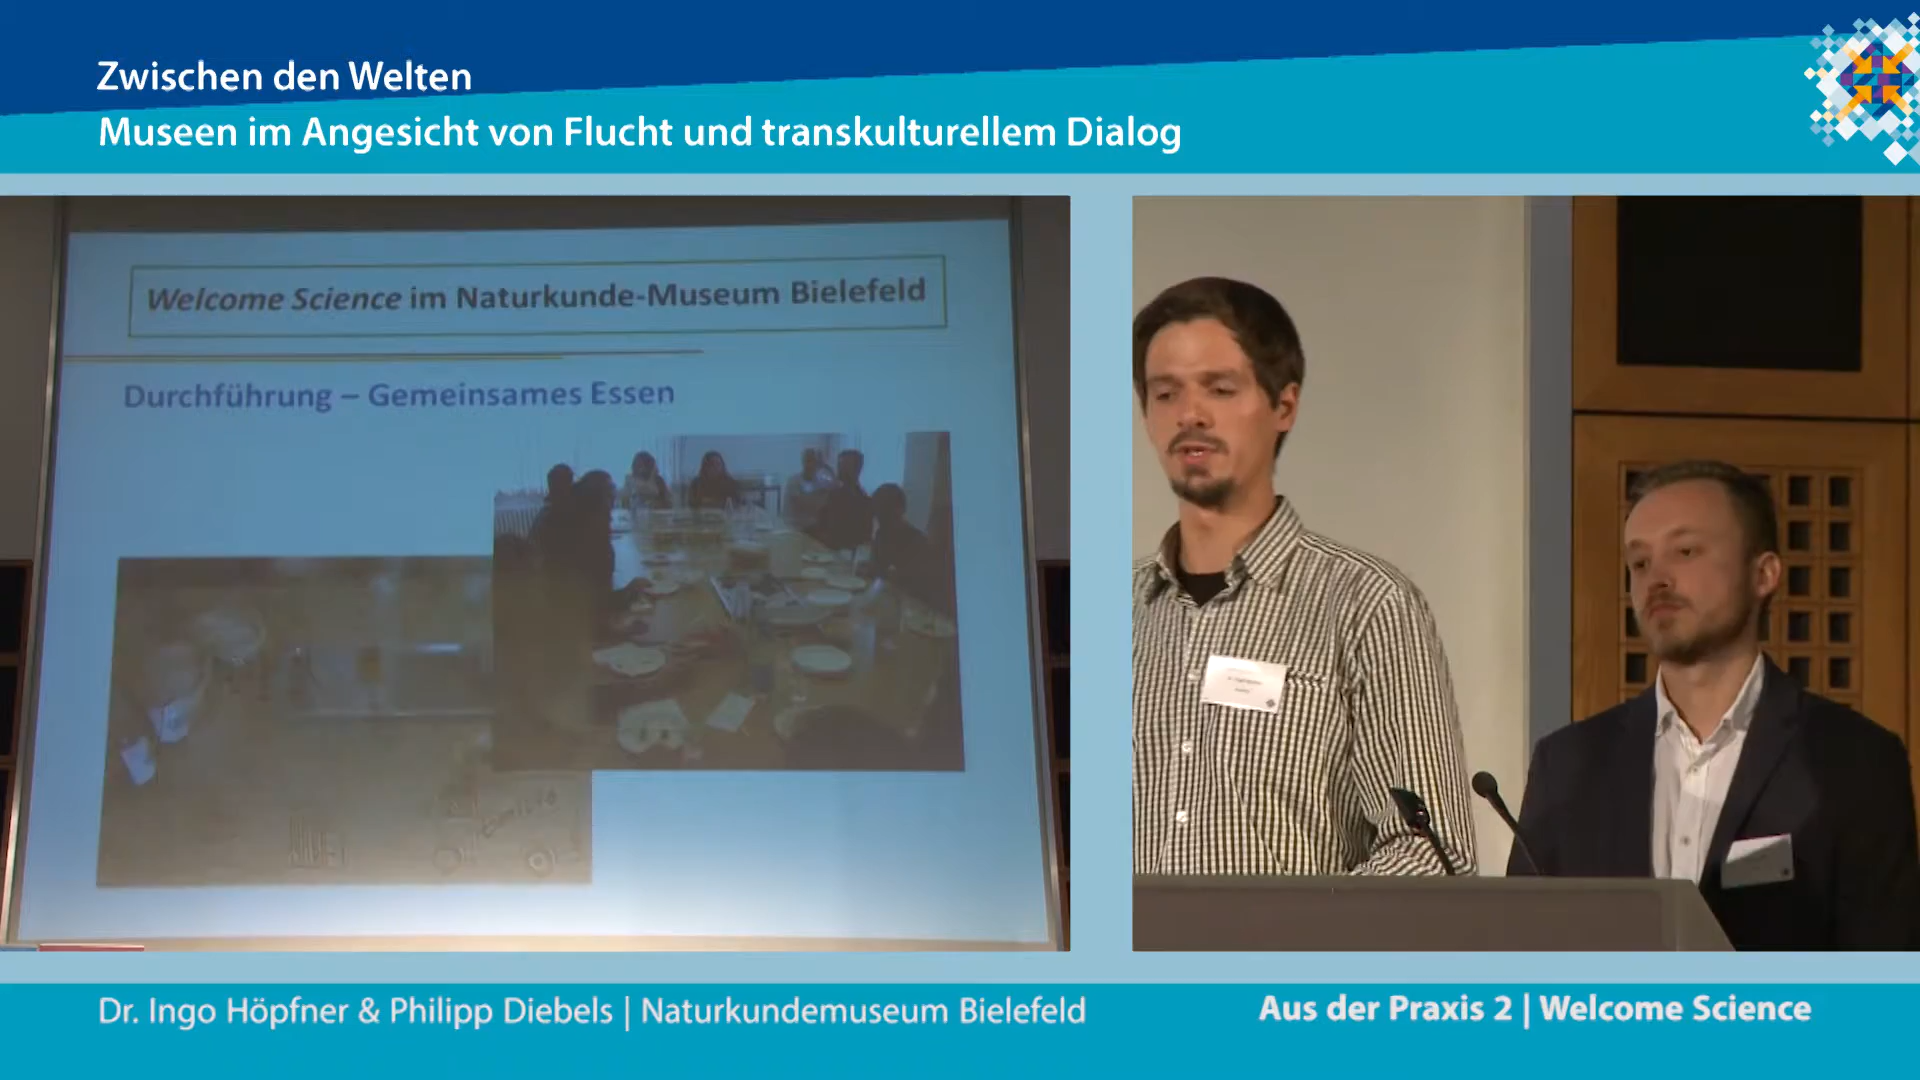 Zwischen den Welten
Museen im Angesicht von Flucht und transkulturellem Dialog
Welcome Science im Naturkunde-Museum Bielefeld
Durchführung – Gemeinsames Essen
Dr. Ingo Höpfner & Philipp Diebels | Naturkundemuseum Bielefeld
Aus der Praxis 2 | Welcome Science